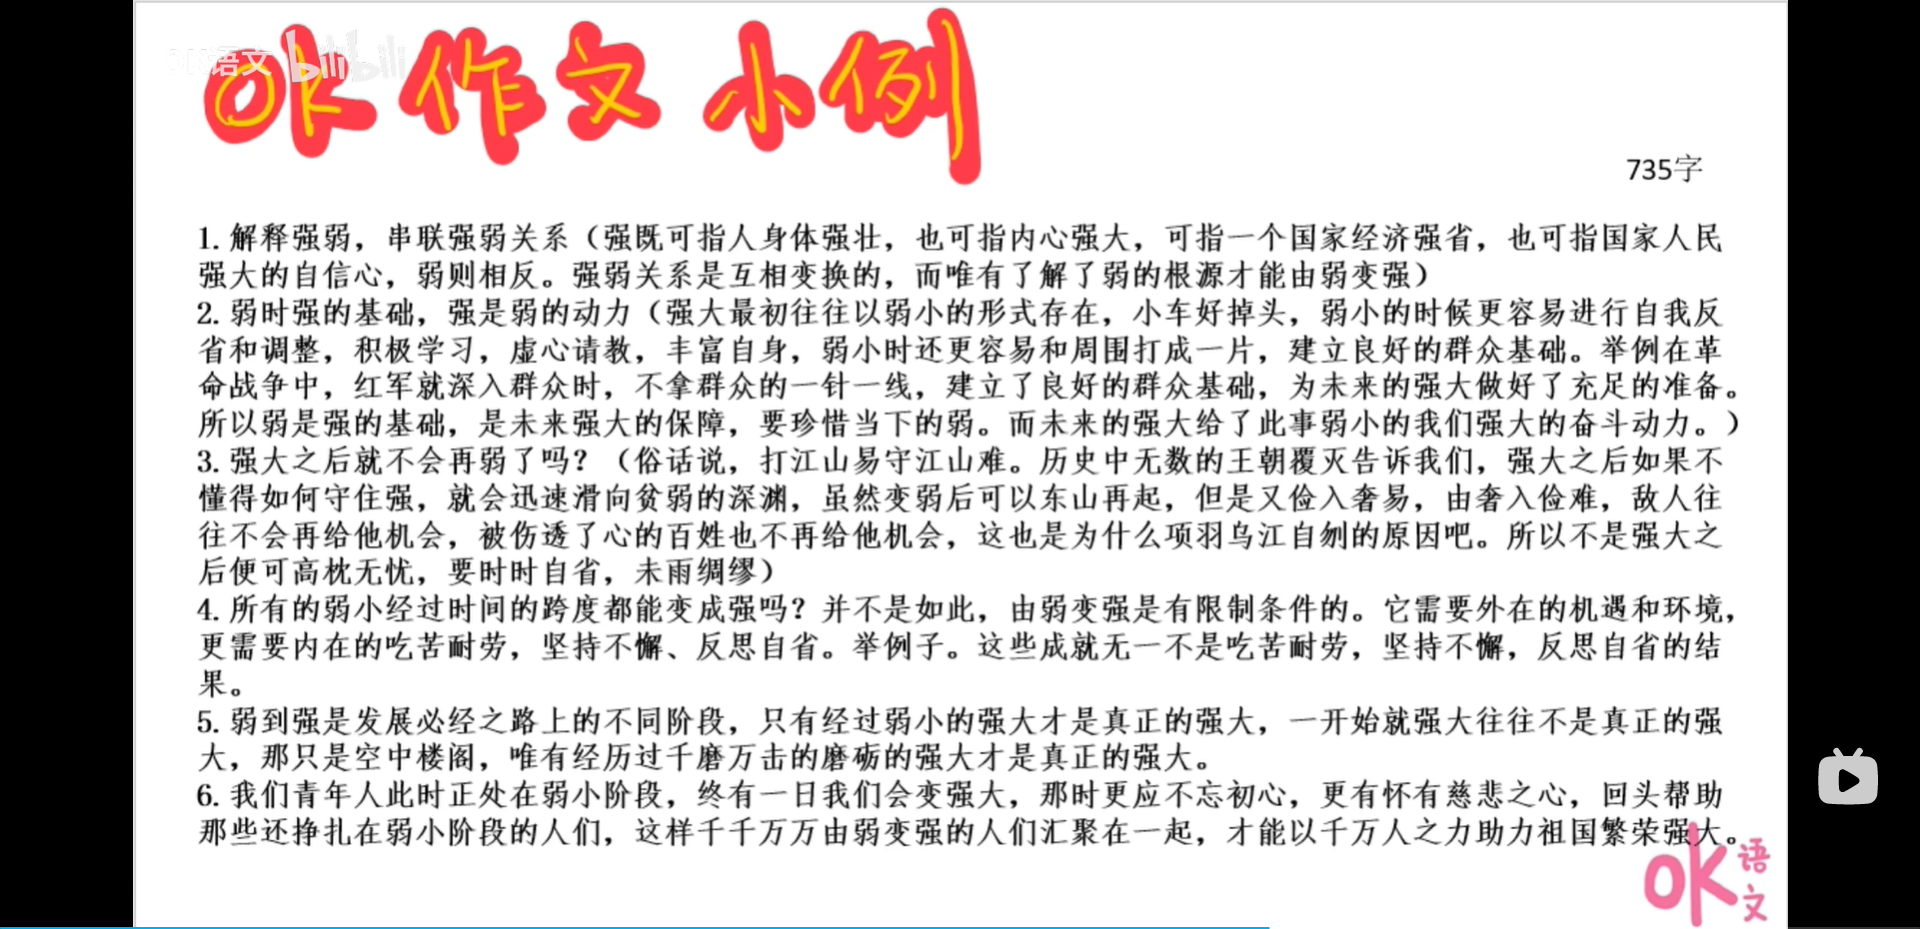 OK作文小例
语文 bilibili
735字
1. 解释强弱，串联强弱关系（强既可指人身体强壮，也可指内心强大，可指一个国家经济强省，也可指国家人民
强大的自信心，弱则相反。强弱关系是互相变换的，而唯有了解了弱的根源才能由弱变强）
2. 弱时强的基础，强是弱的动力（强大最初往往以弱小的形式存在，小车好掉头，弱小的时候更容易进行自我反
省和调整，积极学习，虚心请教，丰富自身，弱小时还更容易和周围打成一片，建立良好的群众基础。举例在革
命战争中，红军就深入群众时，不拿群众的一针一线，建立了良好的群众基础，为未来的强大做好了充足的准备。
所以弱是强的基础，是未来强大的保障，要珍惜当下的弱。而未来的强大给了此事弱小的我们强大的奋斗动力。）
3. 强大之后就不会再弱了吗？（俗话说，打江山易守江山难。历史中无数的王朝覆灭告诉我们，强大之后如果不
懂得如何守住强，就会迅速滑向贫弱的深渊，虽然变弱后可以东山再起，但是又俭入奢易，由奢入俭难，敌人往
往不会再给他机会，被伤透了心的百姓也不再给他机会，这也是为什么项羽乌江自刎的原因吧。所以不是强大之
后便可高枕无忧，要时时自省，未雨绸缪）
4. 所有的弱小经过时间的跨度都能变成强吗？并不是如此，由弱变强是有限制条件的。它需要外在的机遇和环境，
更需要内在的吃苦耐劳，坚持不懈、反思自省。举例子。这些成就无一不是吃苦耐劳，坚持不懈，反思自省的结
果。
5. 弱到强是发展必经之路上的不同阶段，只有经过弱小的强大才是真正的强大，一开始就强大往往不是真正的强
大，那只是空中楼阁，唯有经历过千磨万击的磨砺的强大才是真正的强大。
6. 我们青年人此时正处在弱小阶段，终有一日我们会变强大，那时更应不忘初心，更有怀有慈悲之心，回头帮助
那些还挣扎在弱小阶段的人们，这样千千万万由弱变强的人们汇聚在一起，才能以千万人之力助力祖国繁荣强大。
OK语文